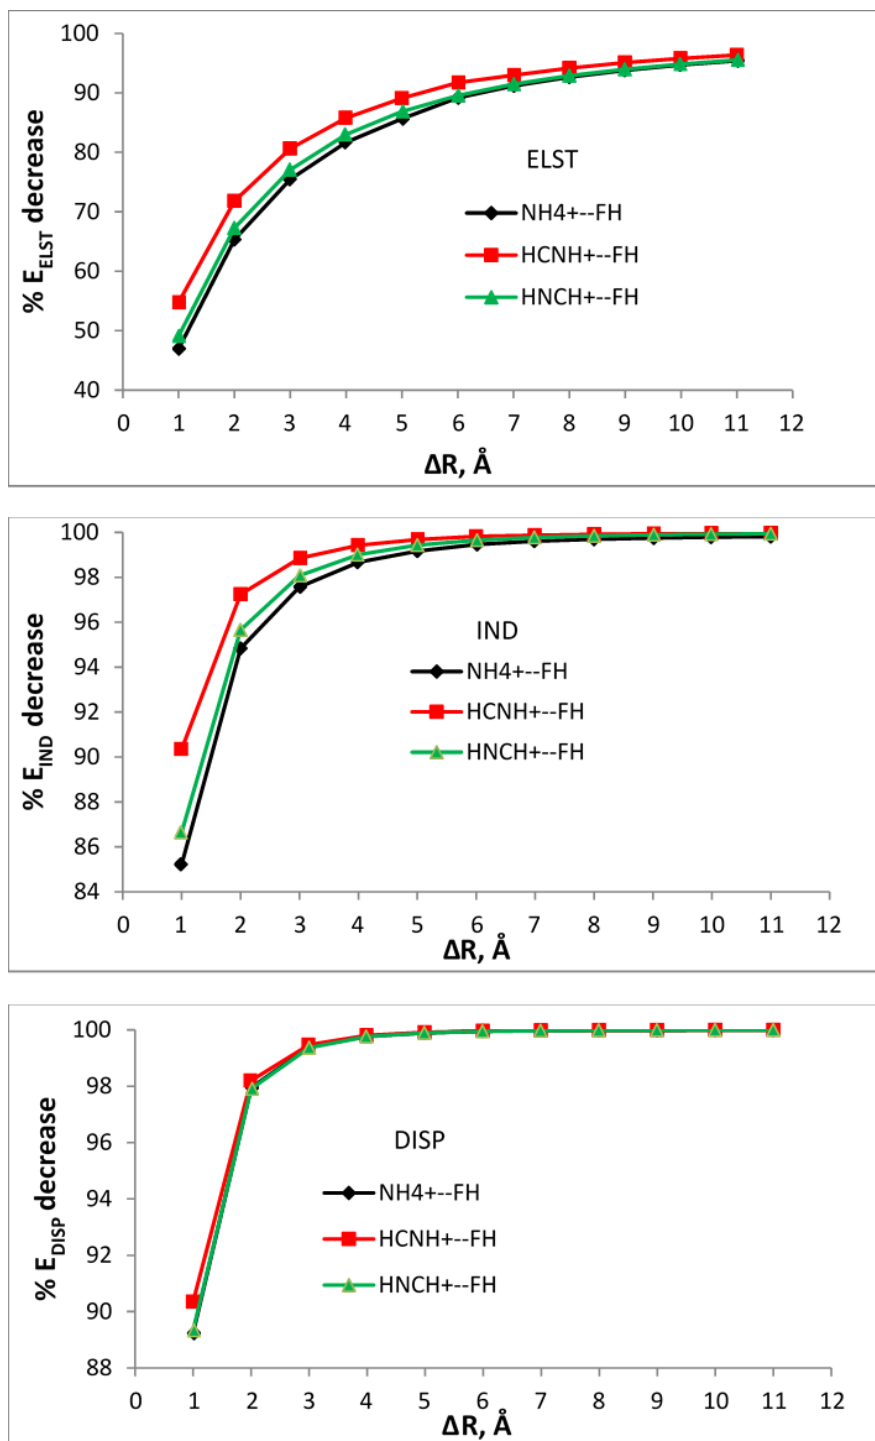 100
90
80
70
60
50
40
% E_ELST decrease
ELST
NH4+--FH
HCNH+--FH
HNCH+--FH
0 1 2 3 4 5 6 7 8 9 10 11 12
ΔR, Å
100
98
96
94
92
90
88
86
84
% E_IND decrease
IND
NH4+--FH
HCNH+--FH
HNCH+--FH
0 1 2 3 4 5 6 7 8 9 10 11 12
ΔR, Å
100
98
96
94
92
90
88
% E_DISP decrease
DISP
NH4+--FH
HCNH+--FH
HNCH+--FH
0 1 2 3 4 5 6 7 8 9 10 11 12
ΔR, Å